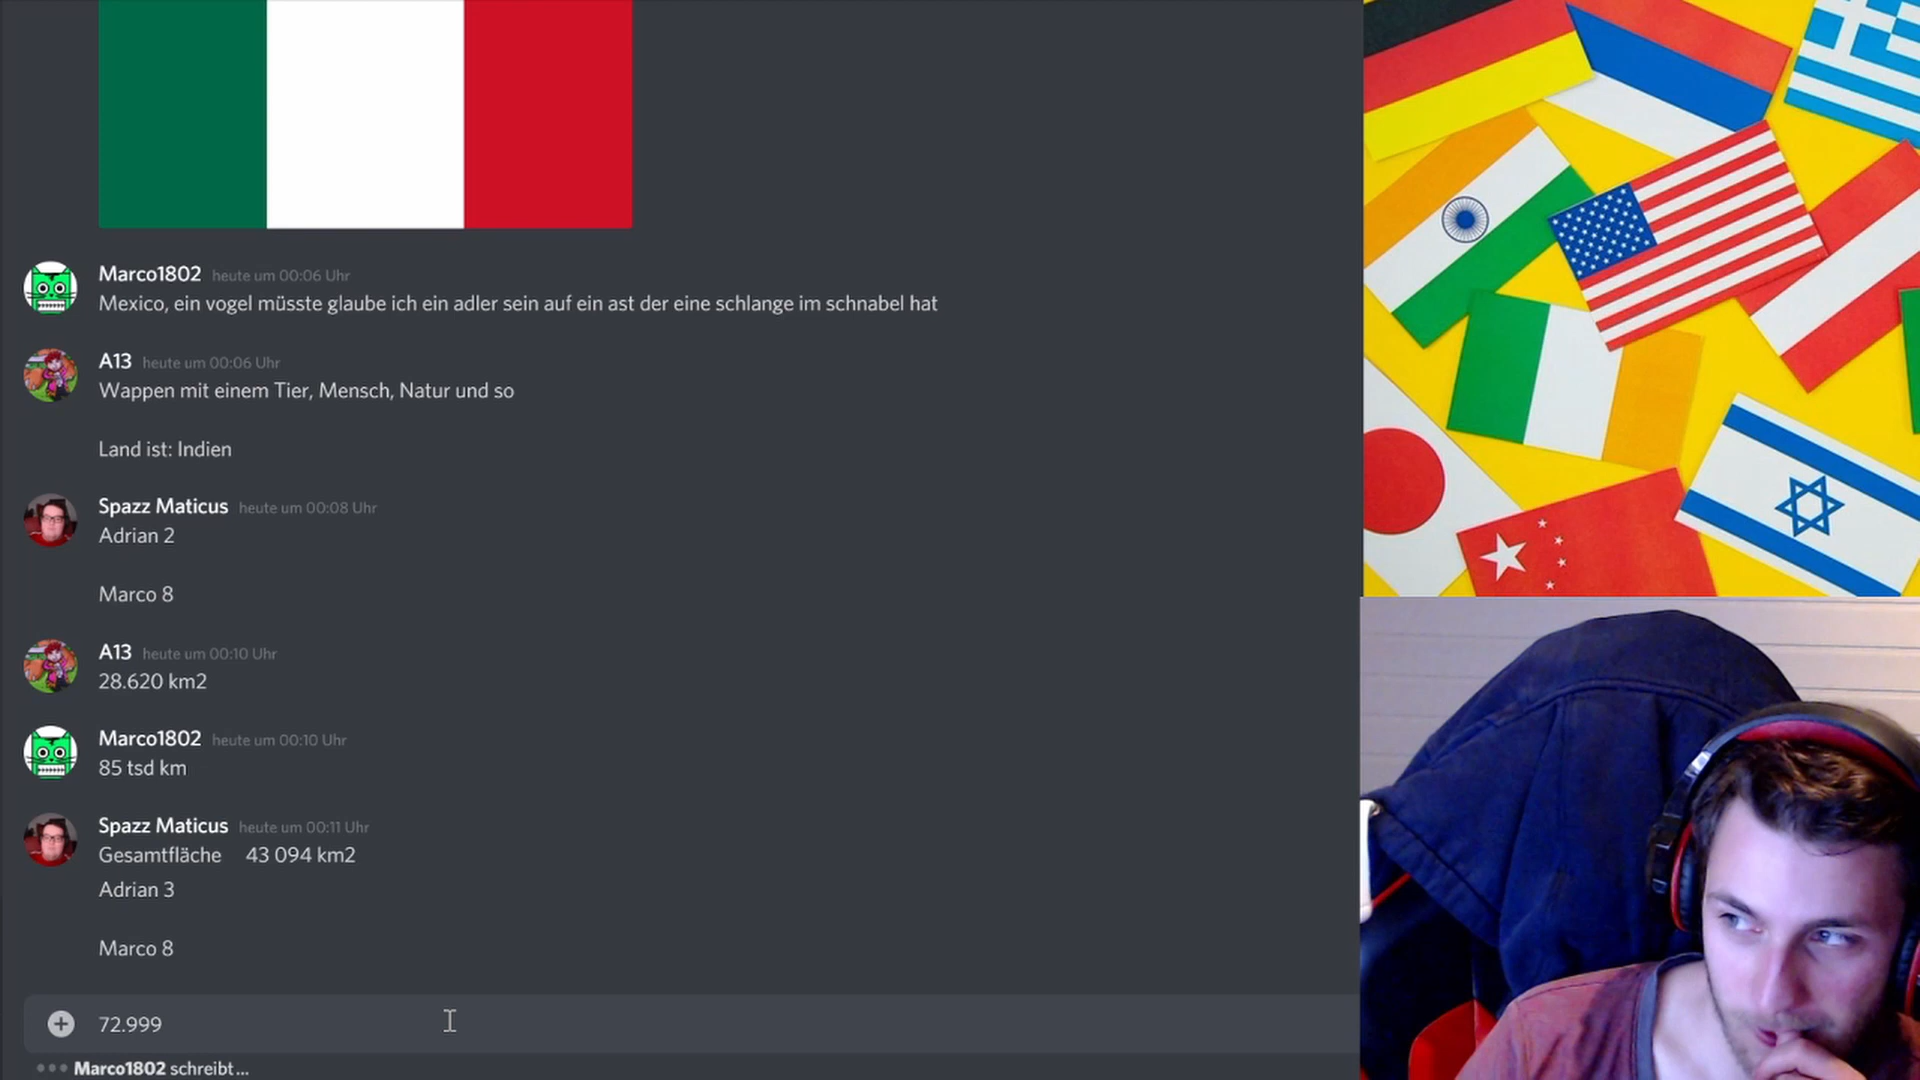 Marco1802 heute um 00:06 Uhr
Mexico, ein vogel müsste glaube ich ein adler sein auf ein ast der eine schlange im schnabel hat
A13 heute um 00:06 Uhr
Wappen mit einem Tier, Mensch, Natur und so
Land ist: Indien
Spazz Maticus heute um 00:08 Uhr
Adrian 2
Marco 8
A13 heute um 00:10 Uhr
28.620 km2
Marco1802 heute um 00:10 Uhr
85 tsd km
Spazz Maticus heute um 00:11 Uhr
Gesamtfläche 43 094 km2
Adrian 3
Marco 8
72.999
Marco1802 schreibt...